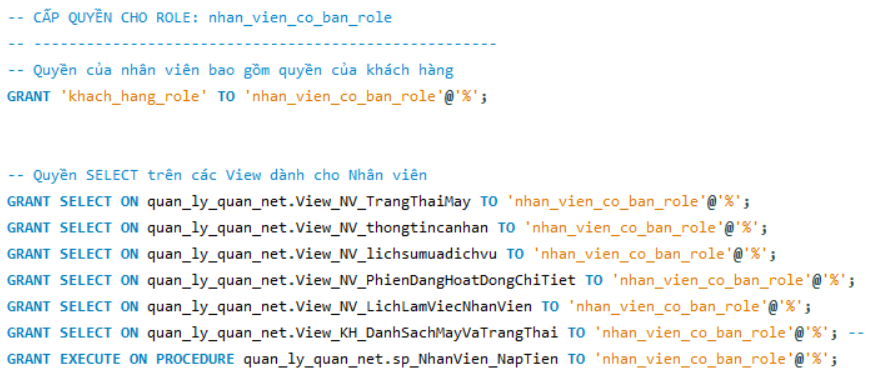 -- CẤP QUYỀN CHO ROLE: nhan_vien_co_ban_role
-- -----------------------------------------------------
-- Quyền của nhân viên bao gồm quyền của khách hàng
GRANT 'khach_hang_role' TO 'nhan_vien_co_ban_role'@'%';
-- Quyền SELECT trên các View dành cho Nhân viên
GRANT SELECT ON quan_ly_quan_net.View_NV_TrangThaiMay TO 'nhan_vien_co_ban_role'@'%';
GRANT SELECT ON quan_ly_quan_net.View_NV_thongtincanhan TO 'nhan_vien_co_ban_role'@'%';
GRANT SELECT ON quan_ly_quan_net.View_NV_lichsumuadichvu TO 'nhan_vien_co_ban_role'@'%';
GRANT SELECT ON quan_ly_quan_net.View_NV_PhienDangHoatDongChiTiet TO 'nhan_vien_co_ban_role'@'%';
GRANT SELECT ON quan_ly_quan_net.View_NV_LichLamViecNhanVien TO 'nhan_vien_co_ban_role'@'%';
GRANT SELECT ON quan_ly_quan_net.View_KH_DanhSachMayVaTrangThai TO 'nhan_vien_co_ban_role'@'%'; --
GRANT EXECUTE ON PROCEDURE quan_ly_quan_net.sp_NhanVien_NapTien TO 'nhan_vien_co_ban_role'@'%';